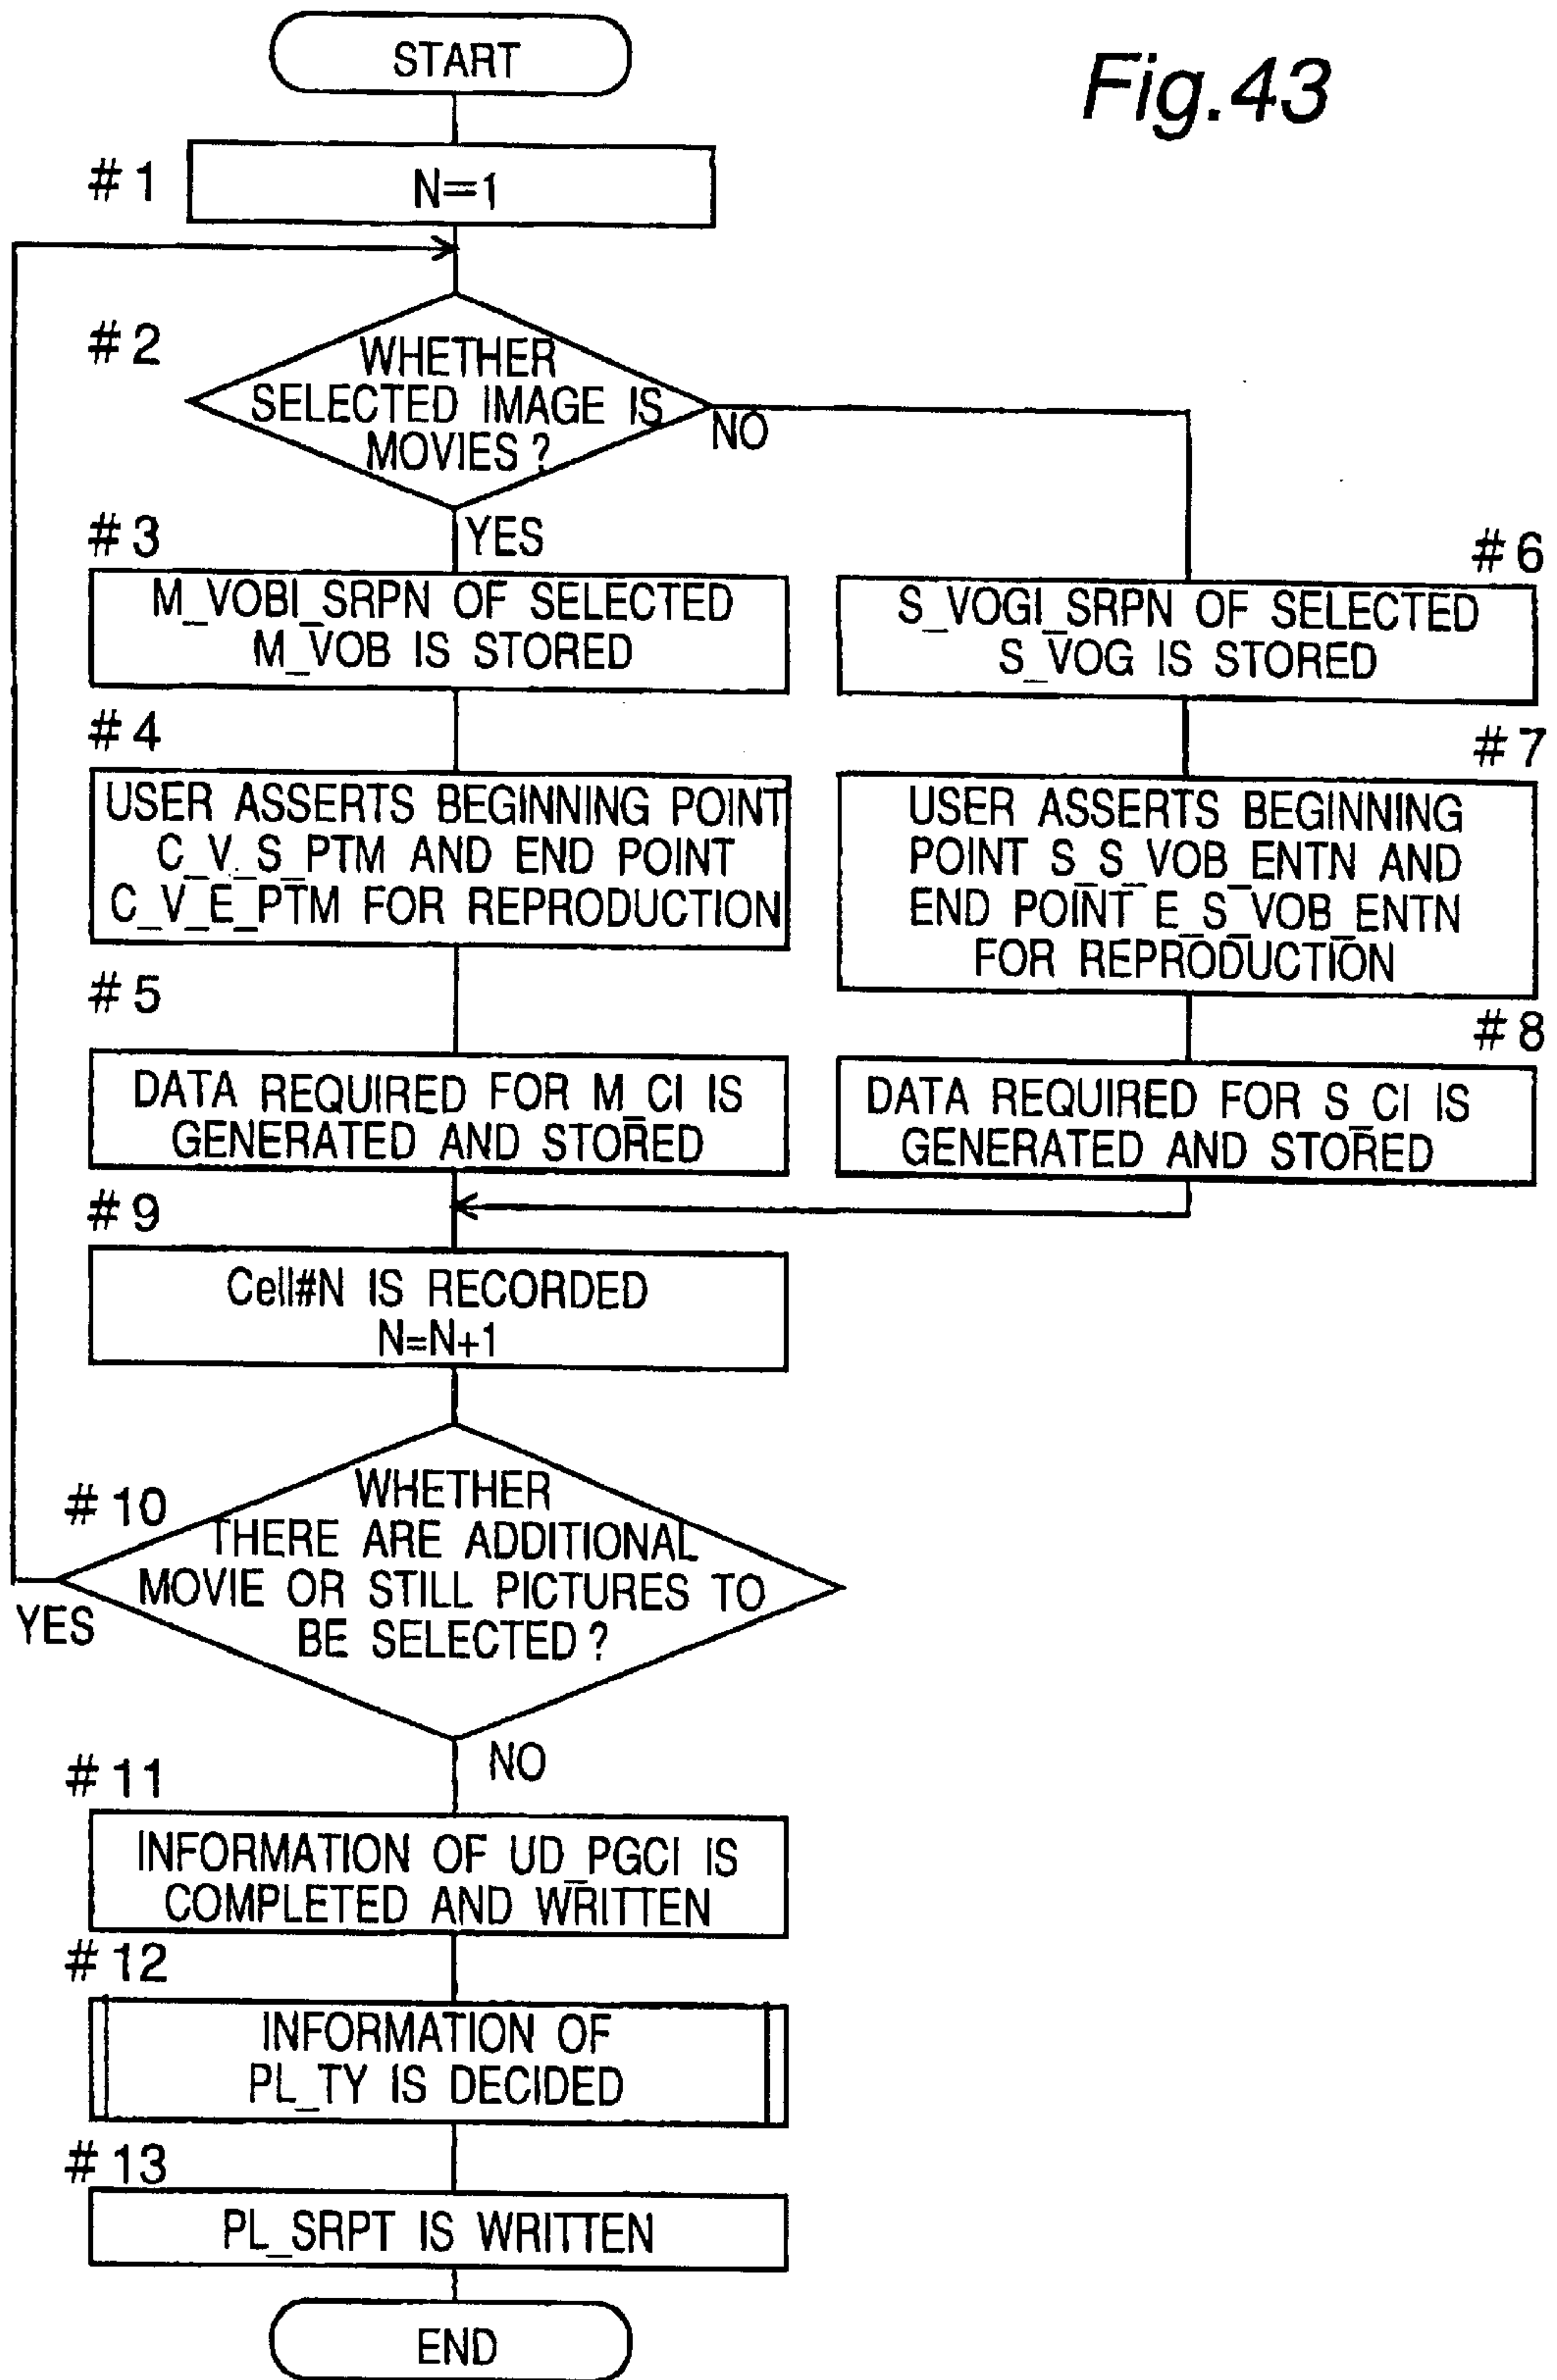 START
Fig.43
#1
N=1
#2
WHETHER
SELECTED IMAGE IS
MOVIES?
NO
YES
#3
M_VOBI_SRPN OF SELECTED
M_VOB IS STORED
#6
S_VOGI_SRPN OF SELECTED
S_VOG IS STORED
#4
USER ASSERTS BEGINNING POINT
C_V_S_PTM AND END POINT
C_V_E_PTM FOR REPRODUCTION
#7
USER ASSERTS BEGINNING
POINT S_S_VOB_ENTN AND
END POINT E_S_VOB_ENTN
FOR REPRODUCTION
#5
DATA REQUIRED FOR M_CI IS
GENERATED AND STORED
#8
DATA REQUIRED FOR S_CI IS
GENERATED AND STORED
#9
Cell#N IS RECORDED
N=N+1
#10
WHETHER
THERE ARE ADDITIONAL
MOVIE OR STILL PICTURES TO
BE SELECTED?
YES
NO
#11
INFORMATION OF UD_PGCI IS
COMPLETED AND WRITTEN
#12
INFORMATION OF
PL_TY IS DECIDED
#13
PL_SRPT IS WRITTEN
END